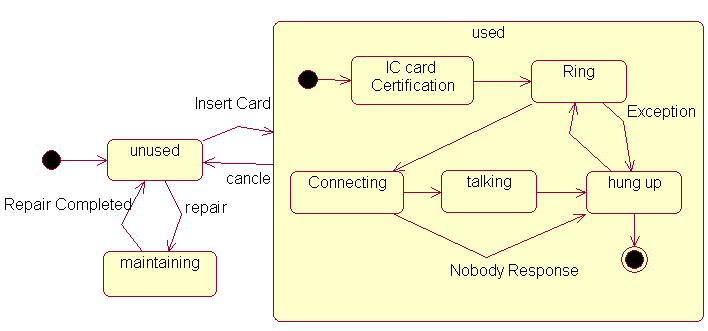 used
IC card
Certification
Ring
Insert Card
Exception
unused
cancle
Connecting
talking
hung up
Repair Completed
repair
maintaining
Nobody Response